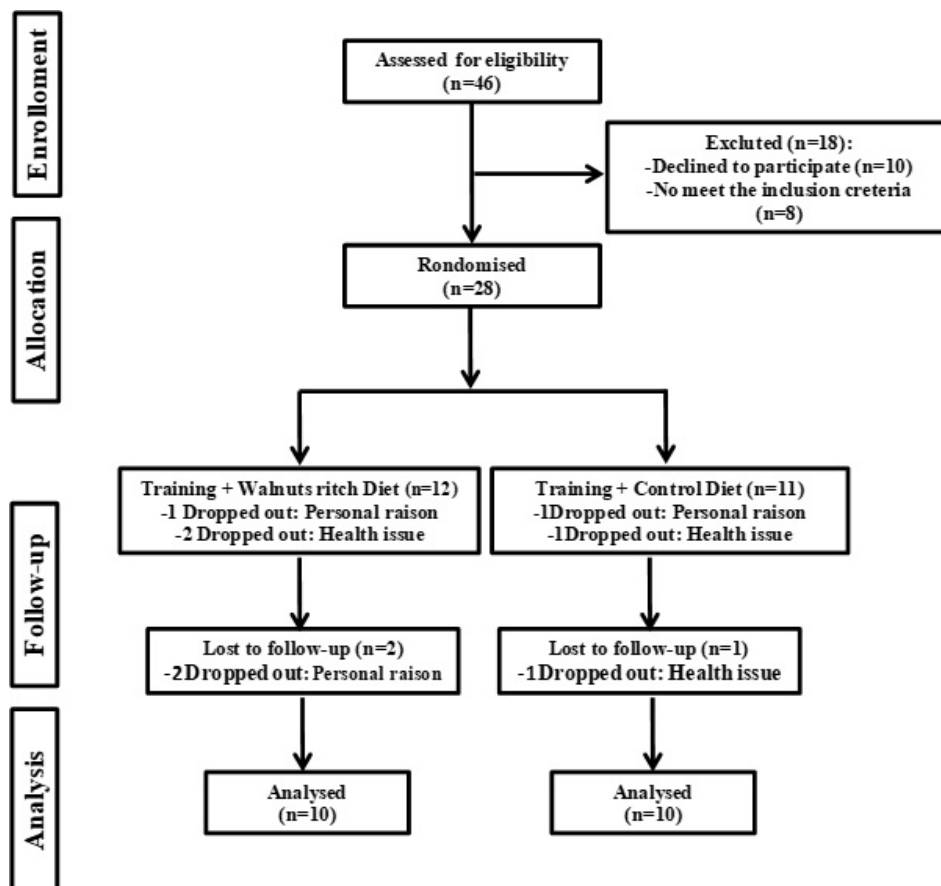 Enrolloment
Assessed for eligibility
(n=46)
Excluted (n=18):
-Declined to participate (n=10)
-No meet the inclusion creteria
(n=8)
Allocation
Rondomised
(n=28)
Training + Walnuts ritch Diet (n=12)
-1 Dropped out: Personal raison
-2 Dropped out: Health issue
Training + Control Diet (n=11)
-1Dropped out: Personal raison
-1Dropped out: Health issue
Follow-up
Lost to follow-up (n=2)
-2Dropped out: Personal raison
Lost to follow-up (n=1)
-1Dropped out: Health issue
Analysis
Analysed
(n=10)
Analysed
(n=10)